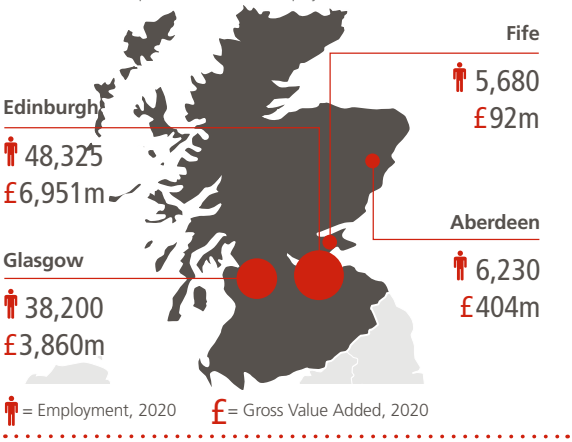 Fife
5,680
£92m
Edinburgh
48,325
£6,951m
Aberdeen
6,230
£404m
Glasgow
38,200
£3,860m
= Employment, 2020
£ = Gross Value Added, 2020